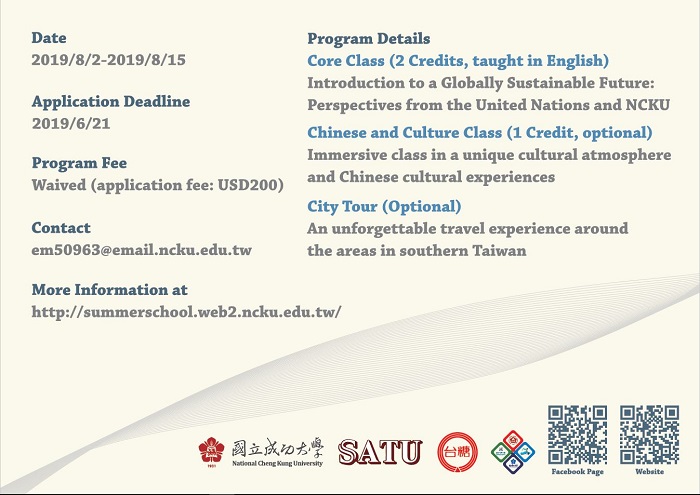 Date
2019/8/2-2019/8/15
Application Deadline
2019/6/21
Program Fee
Waived (application fee: USD200)
Contact
em50963@email.ncku.edu.tw
More Information at
http://summerschool.web2.ncku.edu.tw/
Program Details
Core Class (2 Credits, taught in English)
Introduction to a Globally Sustainable Future:
Perspectives from the United Nations and NCKU
Chinese and Culture Class (1 Credit, optional)
Immersive class in a unique cultural atmosphere
and Chinese cultural experiences
City Tour (Optional)
An unforgettable travel experience around
the areas in southern Taiwan
1931
國立成功大學
National Cheng Kung University
SATU
台糖
Facebook Page
Website